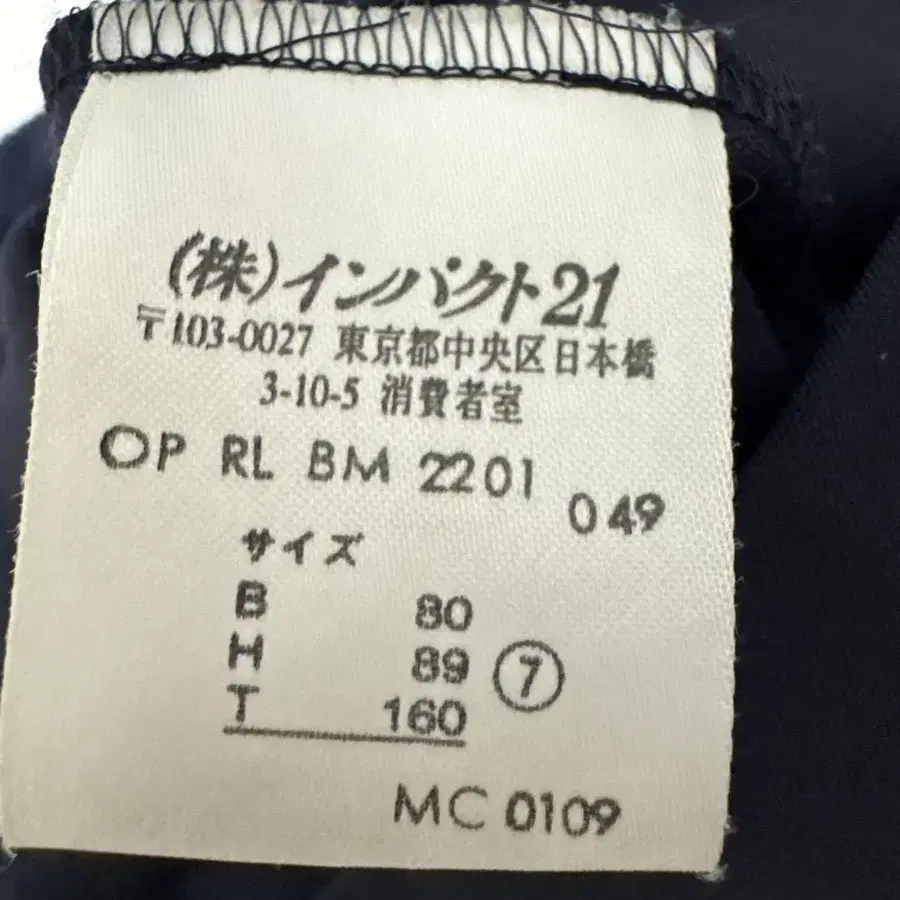 (株)インパクト21
〒103-0027 東京都中央区日本橋
3-10-5 消費者室
OP RL BM 2201
049
サイズ
B 80
H 89 ⑦
T 160
MC 0109